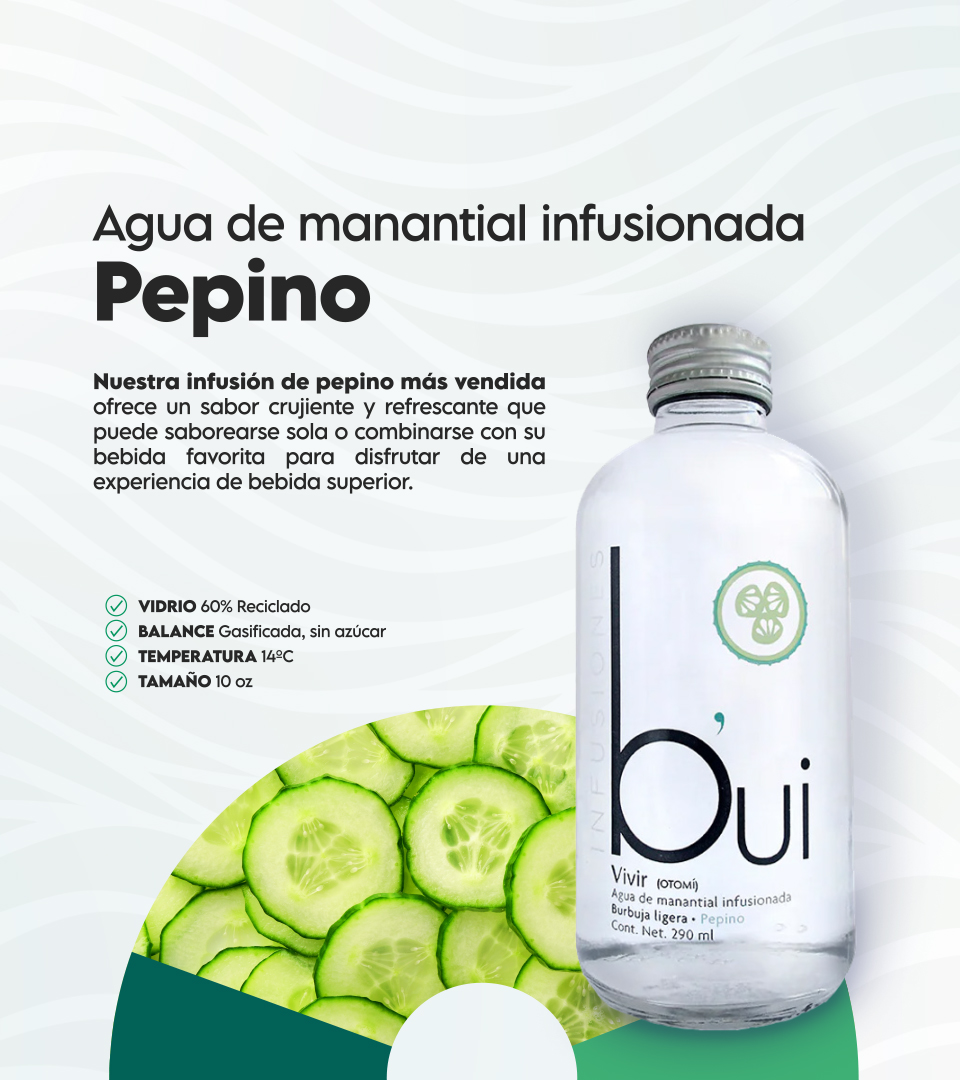 Agua de manantial infusionada
Pepino
Nuestra infusión de pepino más vendida
ofrece un sabor crujiente y refrescante que
puede saborearse sola o combinarse con su
bebida favorita para disfrutar de una
experiencia de bebida superior.
VIDRIO 60% Reciclado
BALANCE Gasificada, sin azúcar
TEMPERATURA 14ºC
TAMAÑO 10 oz
INFUSIONES
b'ui
Vivir (OTOMÍ)
Agua de manantial infusionada
Burbuja ligera • Pepino
Cont. Net. 290 ml